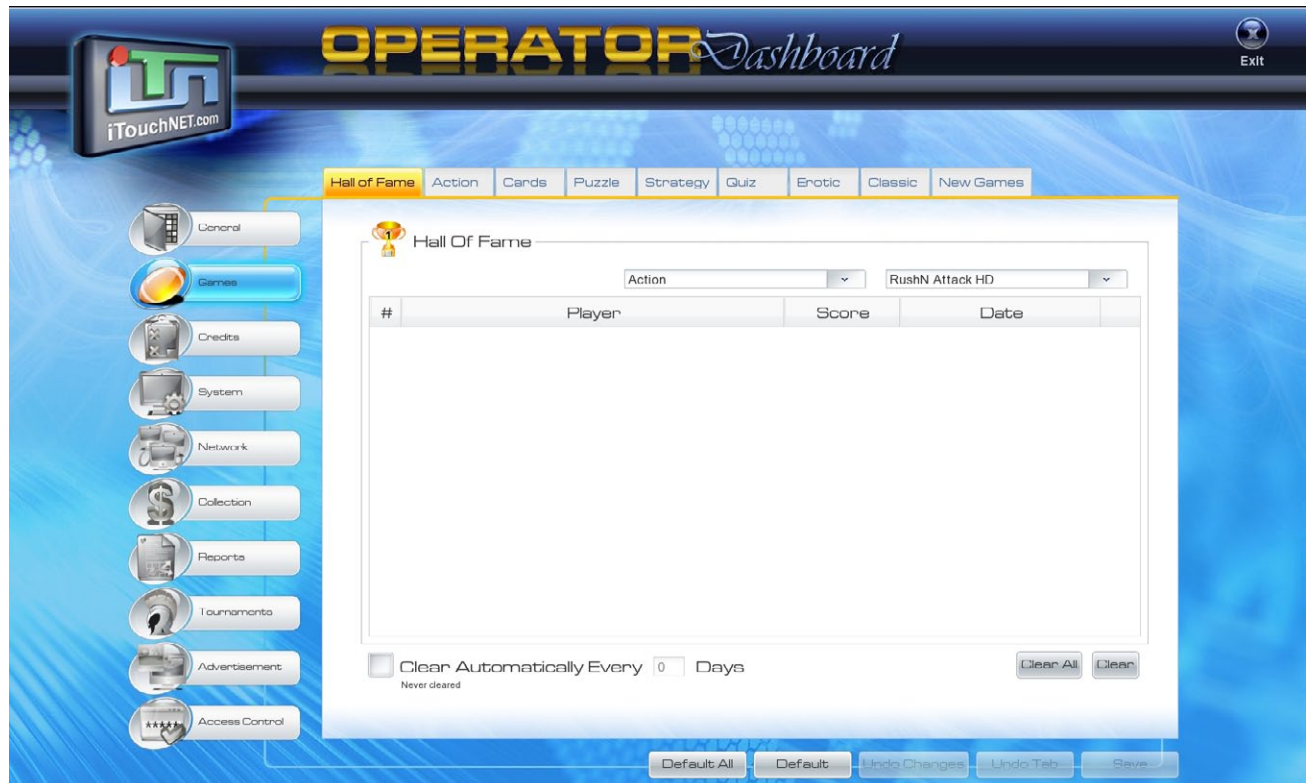 OPERATOR Dashboard
Exit
iTn
iTouchNET.com
Hall of Fame Action Cards Puzzle Strategy Quiz Erotic Classic New Games
General
Games
Credits
System
Network
Collection
Reports
Tournaments
Advertisement
Access Control
1
Hall Of Fame
Action RushN Attack HD
# Player Score Date
Clear Automatically Every 0 Days
Never cleared
Clear All Clear
Default All Default Undo Changes Undo Tab Save